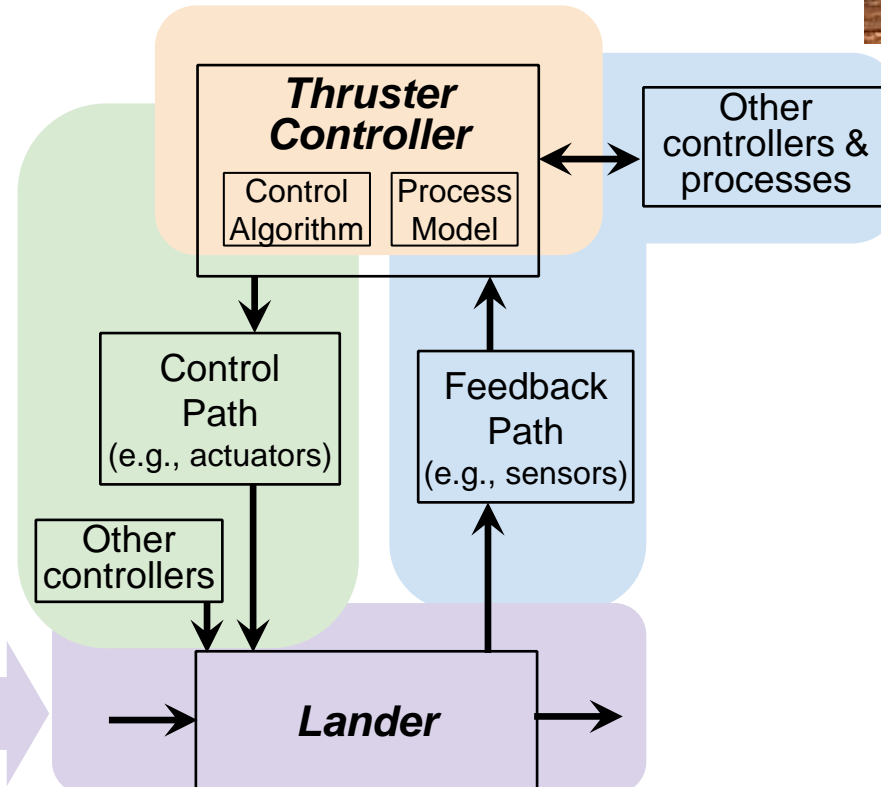 Thruster
Controller
Control
Algorithm
Process
Model
Other
controllers &
processes
Control
Path
(e.g., actuators)
Feedback
Path
(e.g., sensors)
Other
controllers
Lander